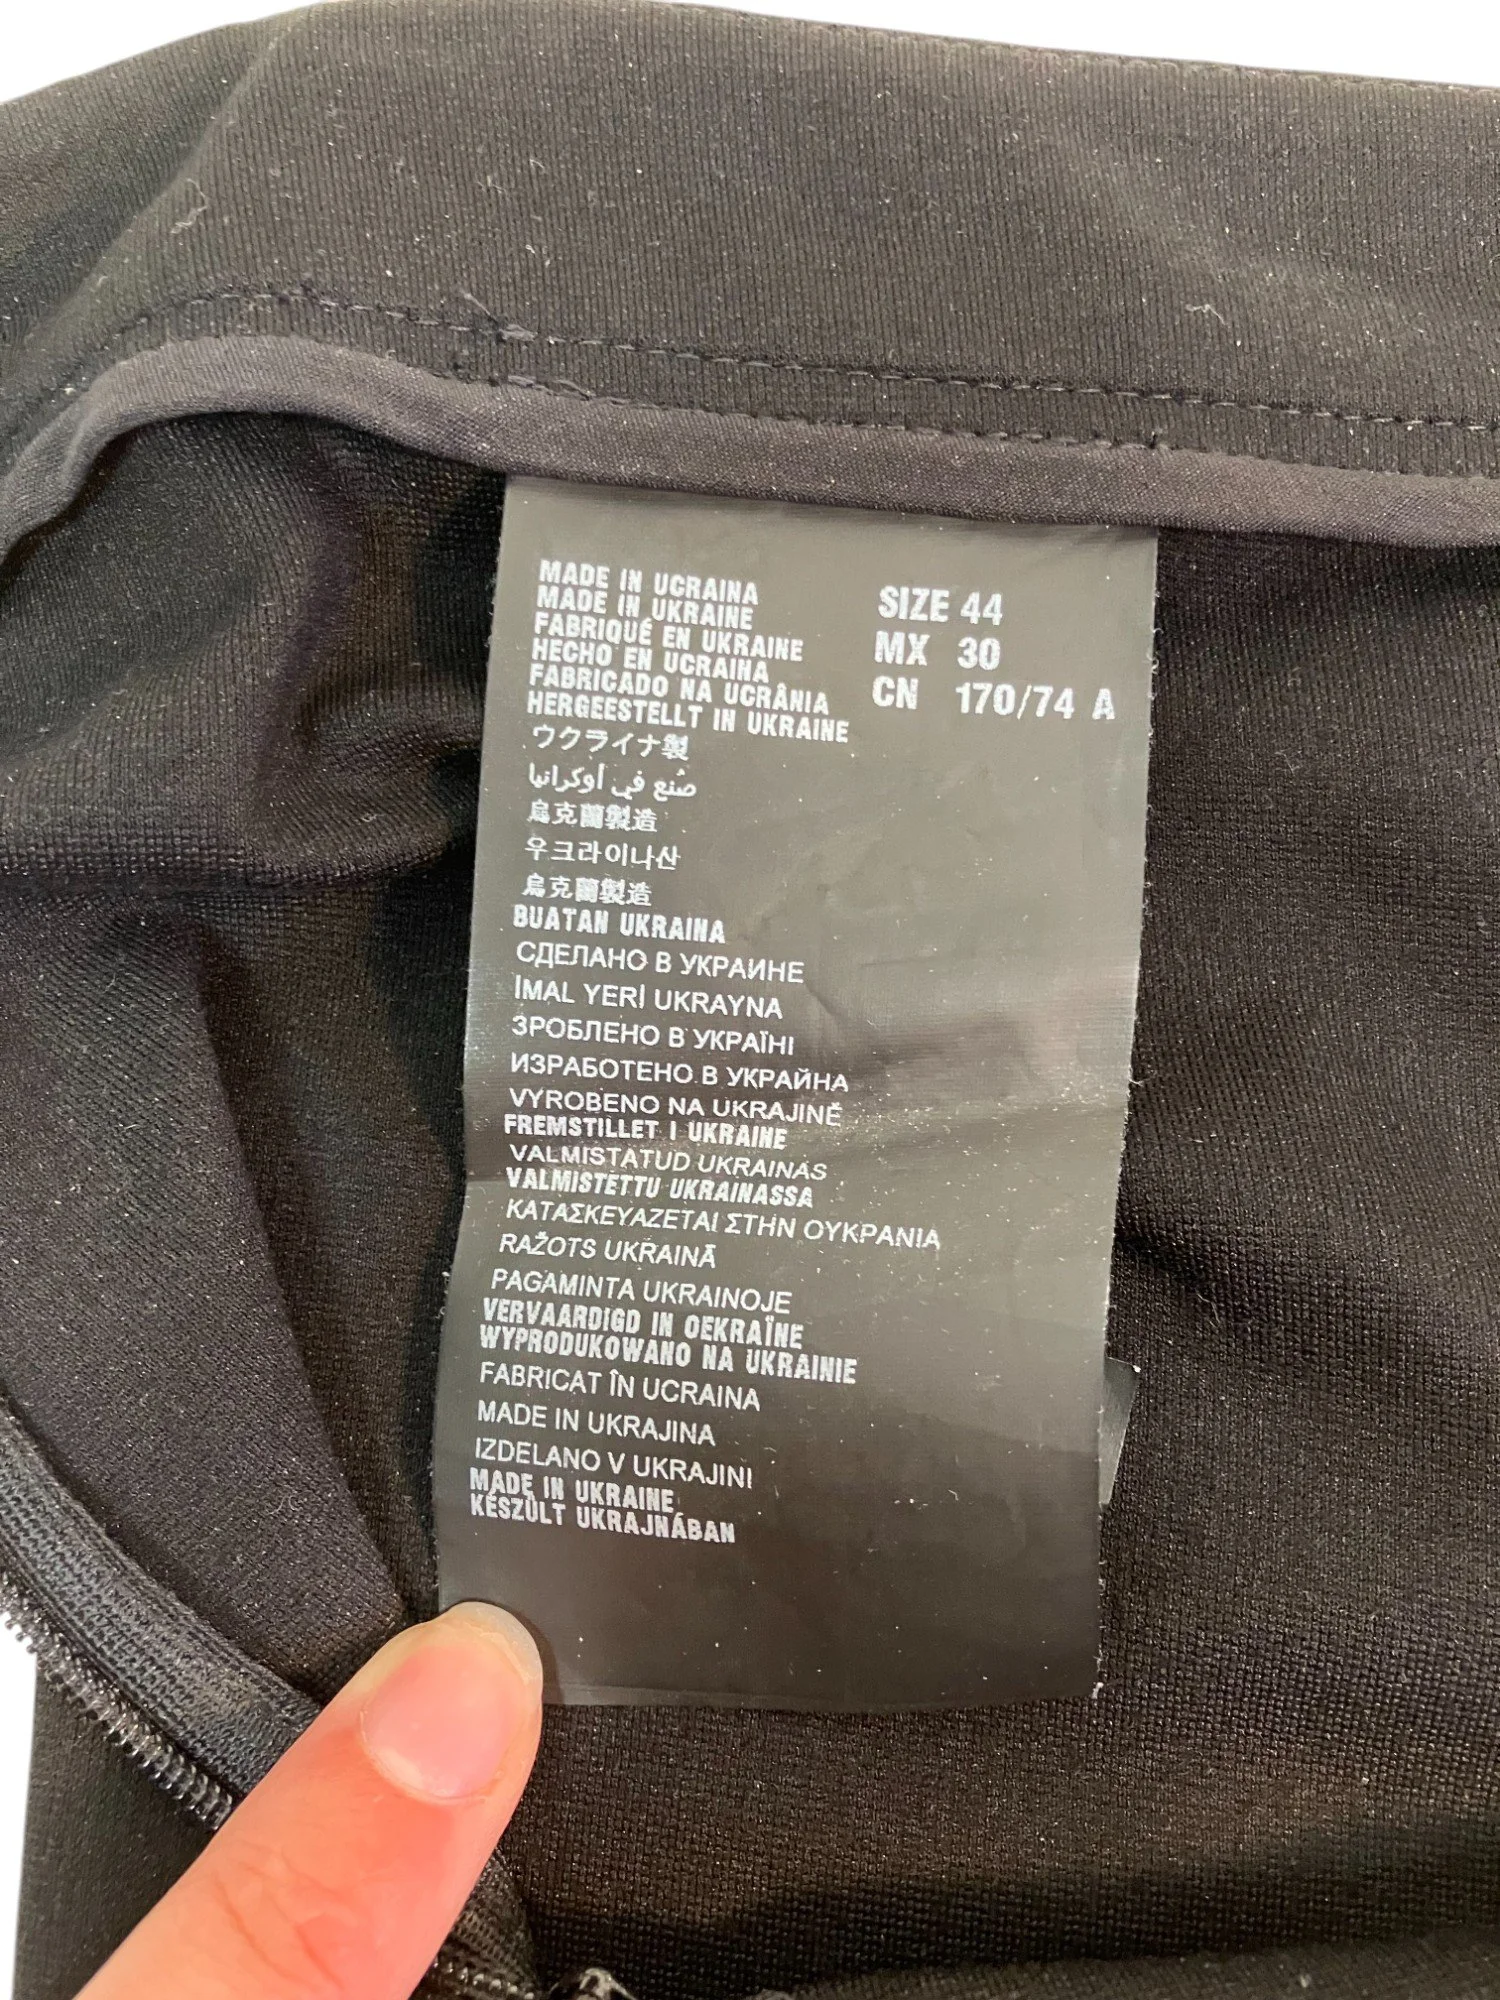 MADE IN UCRAINA
MADE IN UKRAINE
FABRIQUÉ EN UKRAINE
HECHO EN UCRAINA
FABRICADO NA UCRÂNIA
HERGEESTELLT IN UKRAINE
ウクライナ製
صُنع في أوكرانيا
烏克蘭製造
우크라이나산
烏克蘭製造
BUATAN UKRAINA
СДЕЛАНО В УКРАИНЕ
İMAL YERİ UKRAYNA
ЗРОБЛЕНО В УКРАЇНІ
ИЗРАБОТЕНО В УКРАЙНА
VYROBENO NA UKRAJINĚ
FREMSTILLET I UKRAINE
VALMISTATUD UKRAINAS
VALMISTETTU UKRAINASSA
ΚΑΤΑΣΚΕΥΑΖΕΤΑΙ ΣΤΗΝ ΟΥΚΡΑΝΙΑ
RAŽOTS UKRAINĀ
PAGAMINTA UKRAINOJE
VERVAARDIGD IN OEKRAÏNE
WYPRODUKOWANO NA UKRAINIE
FABRICAT ÎN UCRAINA
MADE IN UKRAJINA
IZDELANO V UKRAJINI
MADE IN UKRAINE
KÉSZÜLT UKRAJNÁBAN
SIZE 44
MX 30
CN 170/74 A